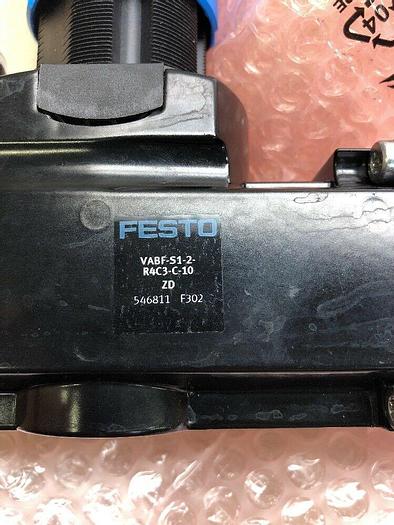 FESTO
VABF-S1-2-
R4C3-C-10
ZD
546811 F302